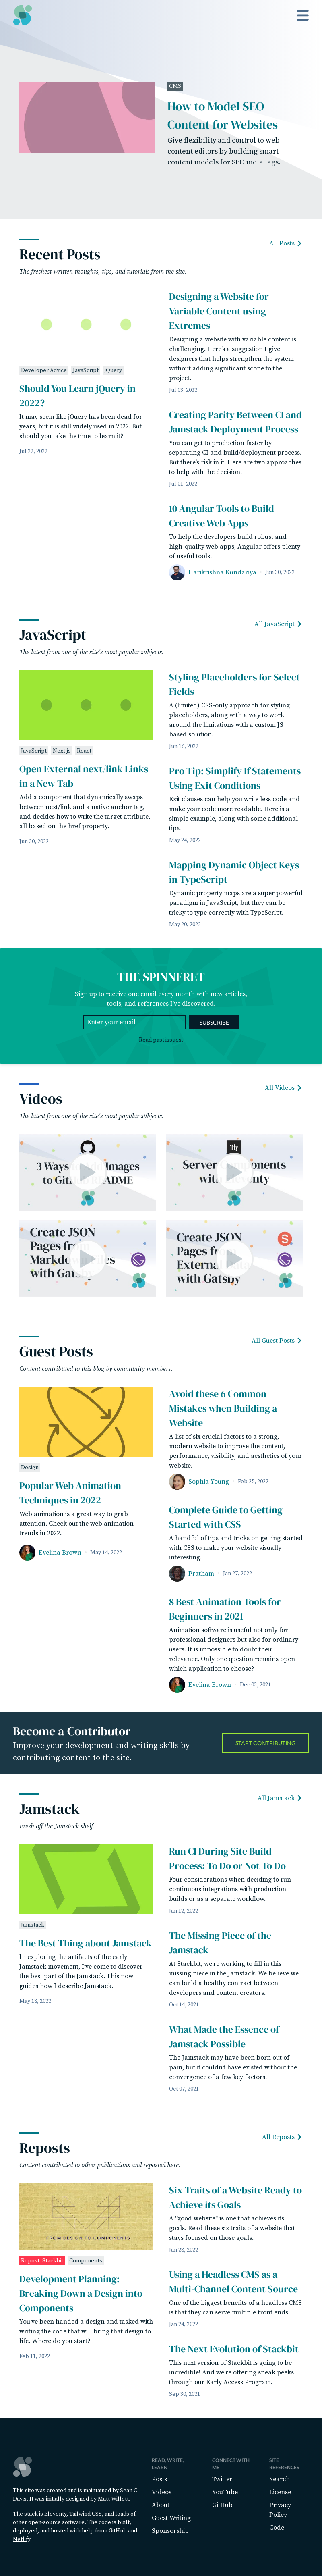 CMS
How to Model SEO
Content for Websites
Give flexibility and control to web
content editors by building smart
content models for SEO meta tags.
Recent Posts
All Posts
The freshest written thoughts, tips, and tutorials from the site.
Developer Advice JavaScript jQuery
Should You Learn jQuery in
2022?
It may seem like jQuery has been dead for
years, but it is still widely used in 2022. But
should you take the time to learn it?
Jul 22, 2022
Designing a Website for
Variable Content using
Extremes
Designing a website with variable content is
challenging. Here's a suggestion I give
designers that helps strengthen the system
without adding significant scope to the
project.
Jul 02, 2022
Creating Parity Between CI and
Jamstack Deployment Process
You can get to production faster by
separating CI and build/deployment process.
But there's risk in it. Here are two approaches
to help with the decision.
Jul 01, 2022
10 Angular Tools to Build
Creative Web Apps
To help the developers build robust and
high-quality web apps, Angular offers plenty
of useful tools.
Harikrishna Kundariya · Jun 30, 2022
JavaScript
All JavaScript
The latest from one of the site's most popular subjects.
JavaScript Next.js React
Open External next/link Links
in a New Tab
Add a component that dynamically swaps
between next/link and a native anchor tag,
and decides how to write the target attribute,
all based on the href property.
Jun 30, 2022
Styling Placeholders for Select
Fields
A (limited) CSS-only approach for styling
placeholders, along with a way to work
around the limitations with a custom JS-
based solution.
Jun 16, 2022
Pro Tip: Simplify If Statements
Using Exit Conditions
Exit clauses can help you write less code and
make your code more readable. Here is a
simple example, along with some additional
tips.
May 24, 2022
Mapping Dynamic Object Keys
in TypeScript
Dynamic property maps are a super powerful
paradigm in JavaScript, but they can be
tricky to type correctly with TypeScript.
May 20, 2022
THE SPINNERET
Sign up to receive one email every month with new articles,
tools, and references I've discovered.
Enter your email
SUBSCRIBE
Read past issues.
Videos
All Videos
The latest from one of the site's most popular subjects.
3 Ways Images
to Gi ADME
Server ponents
wit nty
Create JSON
Pages fr
Markd es
with Gats
Create JSON
Pages f
Extern a
with Gatsby
Guest Posts
All Guest Posts
Content contributed to this blog by community members.
Design
Popular Web Animation
Techniques in 2022
Web animation is a great way to grab
attention. Check out the web animation
trends in 2022.
Evelina Brown · May 14, 2022
Avoid these 6 Common
Mistakes when Building a
Website
A list of six crucial factors to a strong,
modern website to improve the content,
performance, visibility, and aesthetics of your
website.
Sophia Young · Feb 25, 2022
Complete Guide to Getting
Started with CSS
A handful of tips and tricks on getting started
with CSS to make your website visually
interesting.
Pratham · Jan 27, 2022
8 Best Animation Tools for
Beginners in 2021
Animation software is useful not only for
professional designers but also for ordinary
users. It is impossible to doubt their
relevance. Only one question remains open –
which application to choose?
Evelina Brown · Dec 03, 2021
Become a Contributor
Improve your development and writing skills by
contributing content to the site.
START CONTRIBUTING
Jamstack
All Jamstack
Fresh off the Jamstack shelf.
Jamstack
The Best Thing about Jamstack
In exploring the artifacts of the early
Jamstack movement, I've come to discover
the best part of the Jamstack. This now
guides how I describe Jamstack.
May 18, 2022
Run CI During Site Build
Process: To Do or Not To Do
Four considerations when deciding to run
continuous integrations with production
builds or as a separate workflow.
Jan 12, 2022
The Missing Piece of the
Jamstack
At Stackbit, we're working to fill in this
missing piece in the Jamstack. We believe we
can build a healthy contract between
developers and content creators.
Oct 14, 2021
What Made the Essence of
Jamstack Possible
The Jamstack may have been born out of
pain, but it couldn't have existed without the
convergence of a few key factors.
Oct 07, 2021
Reposts
All Reposts
Content contributed to other publications and reposted here.
FROM DESIGN TO COMPONENTS
Repost: Stackbit Components
Development Planning:
Breaking Down a Design into
Components
You've been handed a design and tasked with
writing the code that will bring that design to
life. Where do you start?
Feb 11, 2022
Six Traits of a Website Ready to
Achieve its Goals
A "good website" is one that achieves its
goals. Read these six traits of a website that
stays focused on those goals.
Jan 28, 2022
Using a Headless CMS as a
Multi-Channel Content Source
One of the biggest benefits of a headless CMS
is that they can serve multiple front ends.
Jan 24, 2022
The Next Evolution of Stackbit
This next version of Stackbit is going to be
incredible! And we're offering sneak peeks
through our Early Access Program.
Sep 30, 2021
This site was created and is maintained by Sean C
Davis. It was initially designed by Matt Willett.
The stack is Eleventy, Tailwind CSS, and loads of
other open-source software. The code is built,
deployed, and hosted with help from GitHub and
Netlify.
READ, WRITE,
LEARN
Posts
Videos
About
Guest Writing
Sponsorship
CONNECT WITH
ME
Twitter
YouTube
GitHub
SITE
REFERENCES
Search
License
Privacy
Policy
Code